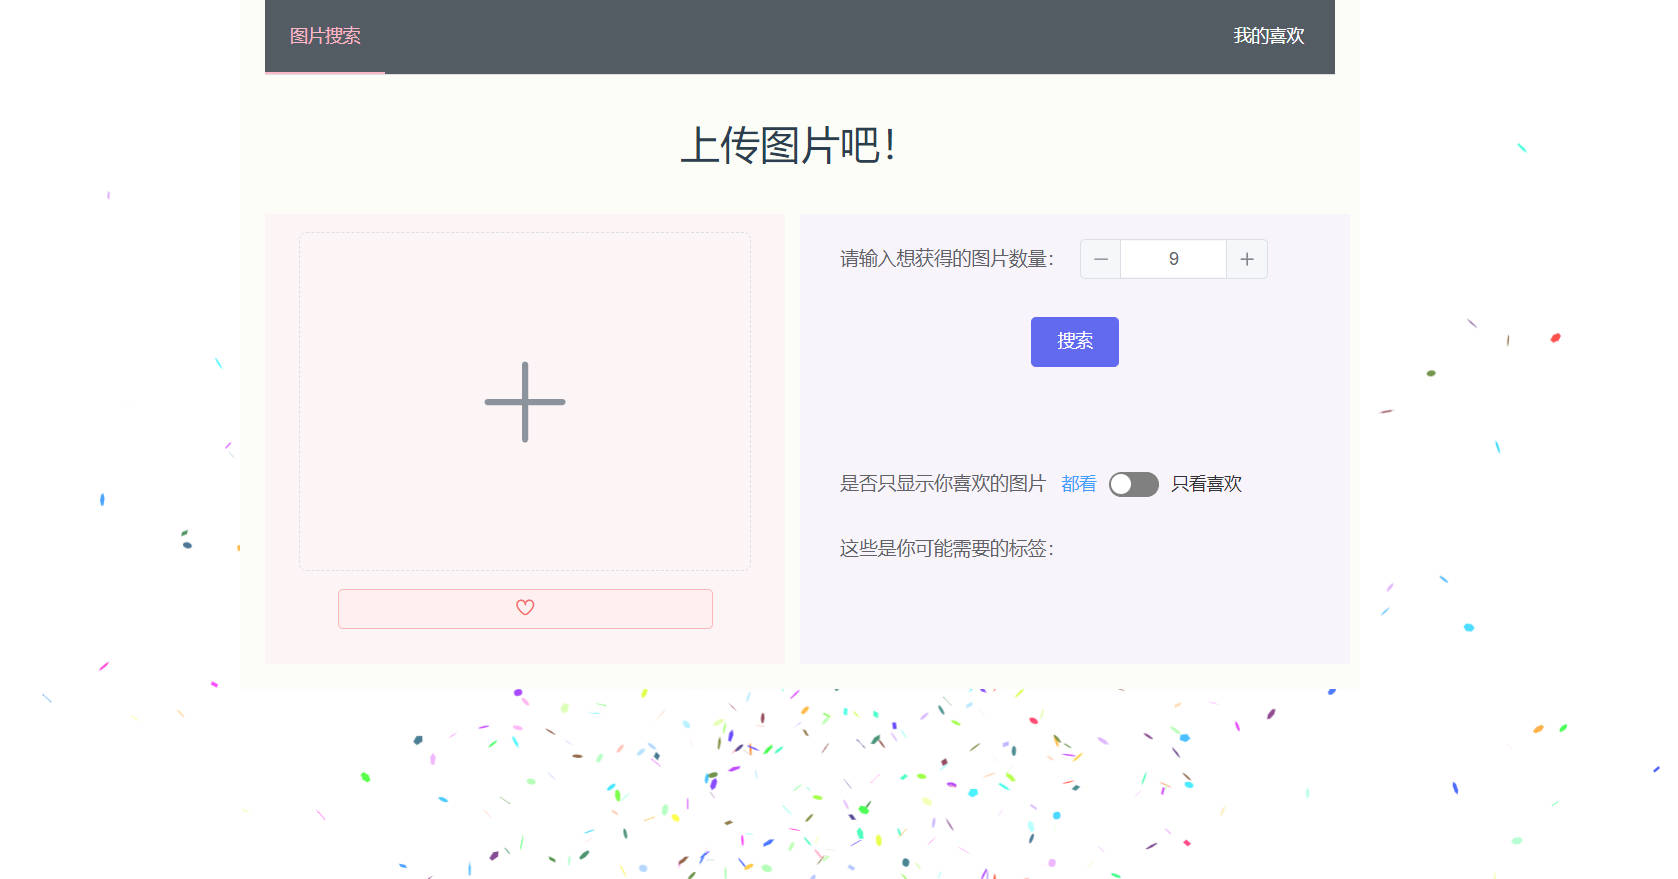 图片搜索
我的喜欢
上传图片吧！
请输入想获得的图片数量：
9
搜索
是否只显示你喜欢的图片 都看 只看喜欢
这些是你可能需要的标签：